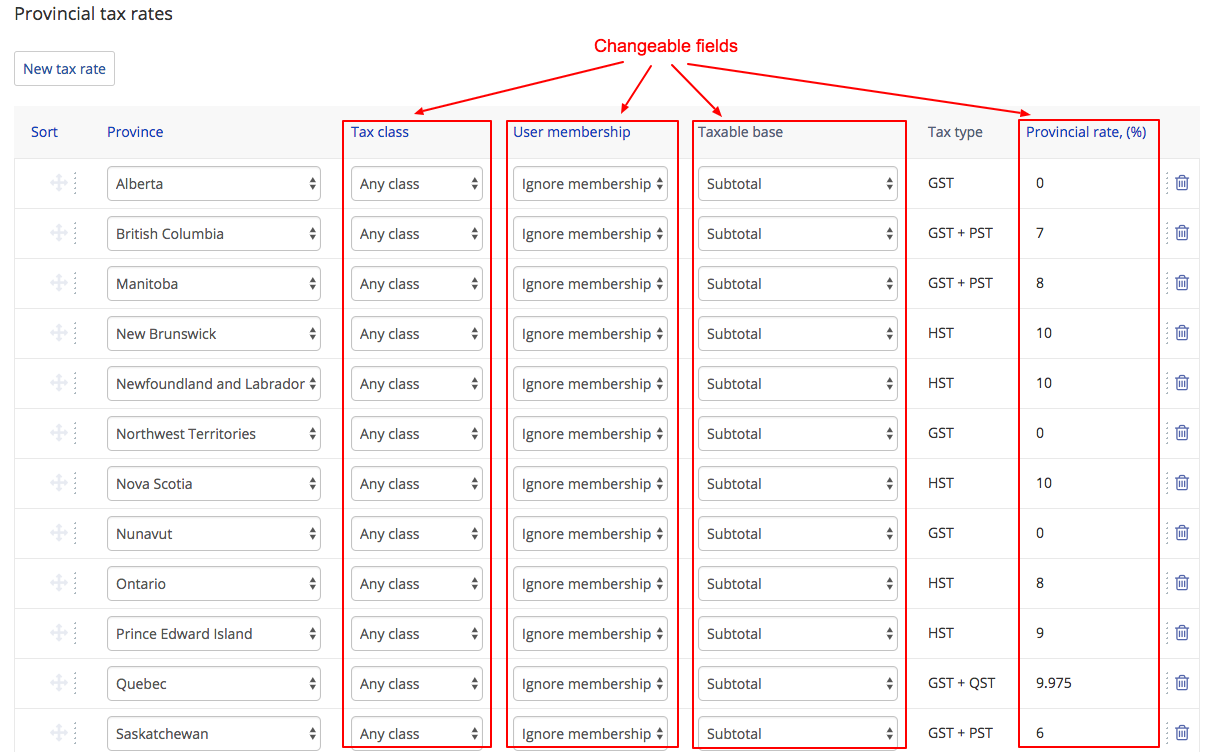 Provincial tax rates
Changeable fields
New tax rate
Sort Province Tax class User membership Taxable base Tax type Provincial rate, (%)
Alberta Any class Ignore membership Subtotal GST 0
British Columbia Any class Ignore membership Subtotal GST + PST 7
Manitoba Any class Ignore membership Subtotal GST + PST 8
New Brunswick Any class Ignore membership Subtotal HST 10
Newfoundland and Labrador Any class Ignore membership Subtotal HST 10
Northwest Territories Any class Ignore membership Subtotal GST 0
Nova Scotia Any class Ignore membership Subtotal HST 10
Nunavut Any class Ignore membership Subtotal GST 0
Ontario Any class Ignore membership Subtotal HST 8
Prince Edward Island Any class Ignore membership Subtotal HST 9
Quebec Any class Ignore membership Subtotal GST + QST 9.975
Saskatchewan Any class Ignore membership Subtotal GST + PST 6